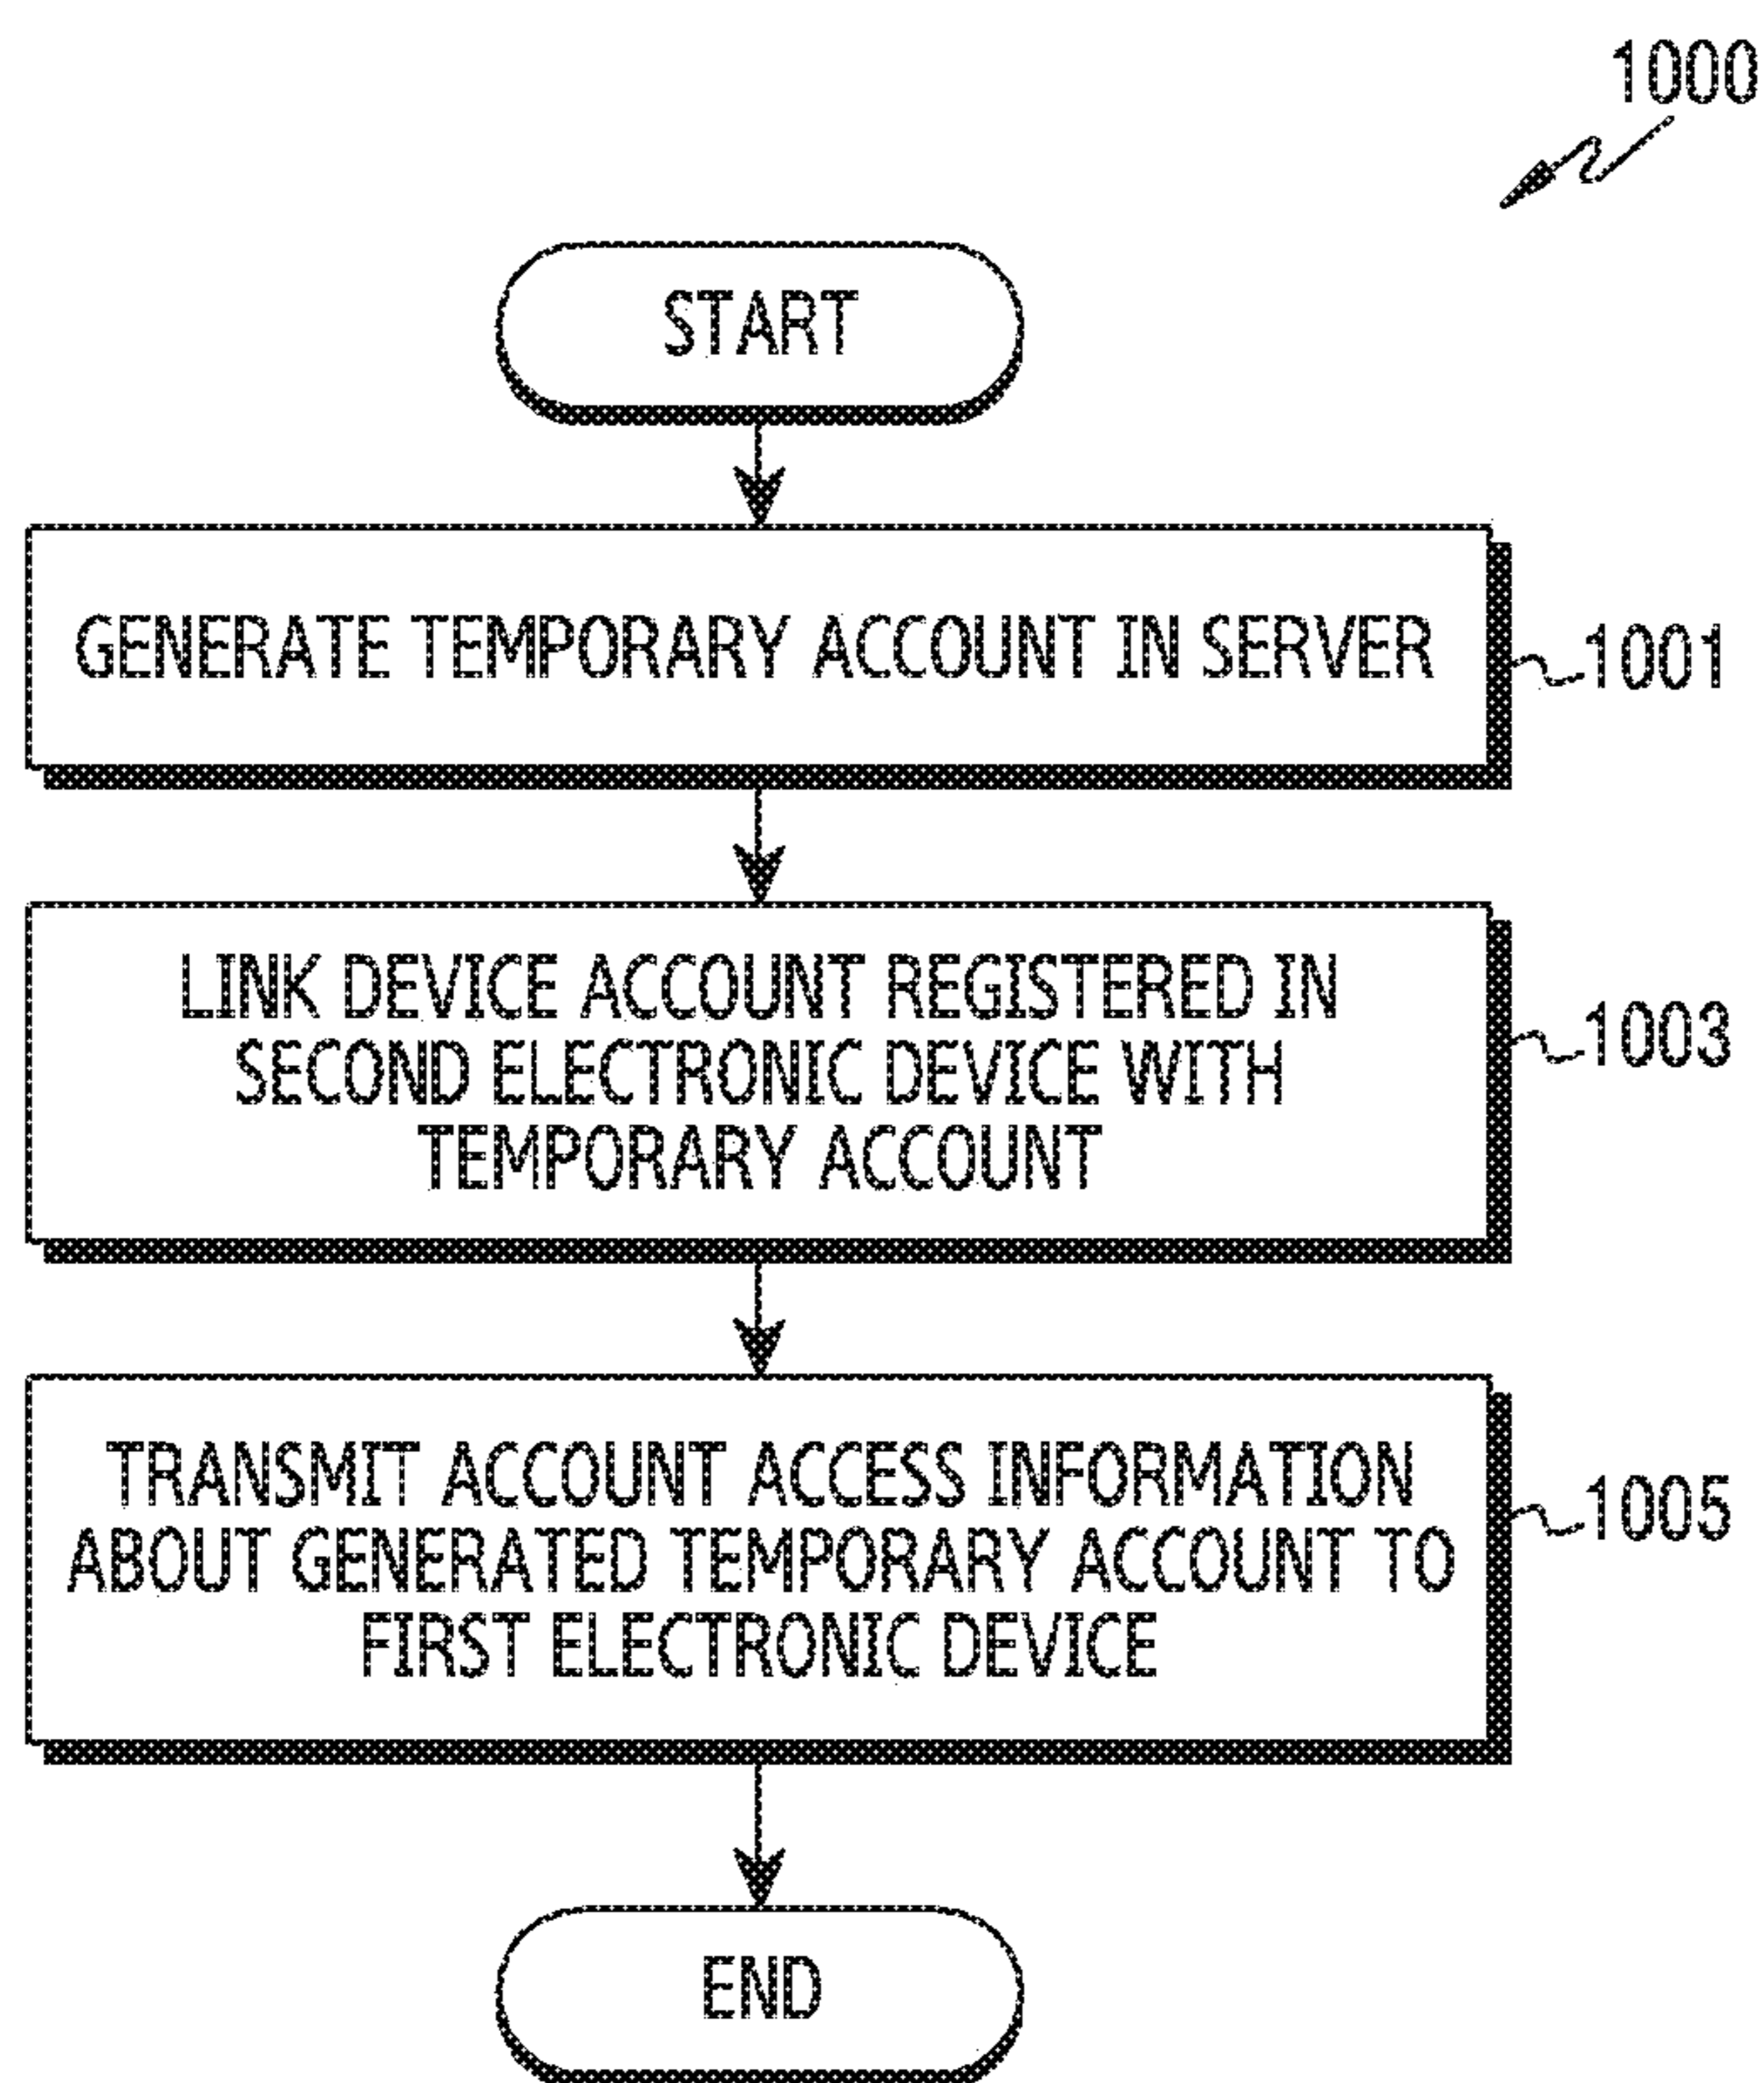 1000
START
GENERATE TEMPORARY ACCOUNT IN SERVER
1001
LINK DEVICE ACCOUNT REGISTERED IN
SECOND ELECTRONIC DEVICE WITH
TEMPORARY ACCOUNT
1003
TRANSMIT ACCOUNT ACCESS INFORMATION
ABOUT GENERATED TEMPORARY ACCOUNT TO
FIRST ELECTRONIC DEVICE
1005
END